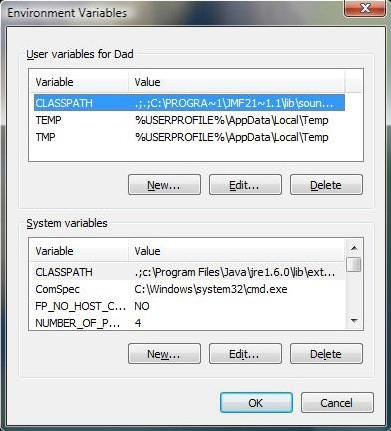 Environment Variables
User variables for Dad
Variable Value
CLASSPATH .;.;C:\PROGRA~1\JMF21~1.1\lib\soun...
TEMP %USERPROFILE%\AppData\Local\Temp
TMP %USERPROFILE%\AppData\Local\Temp
New... Edit... Delete
System variables
Variable Value
CLASSPATH .;c:\Program Files\Java\jre1.6.0\lib\ext...
ComSpec C:\Windows\system32\cmd.exe
FP_NO_HOST_C... NO
NUMBER_OF_P... 4
New... Edit... Delete
OK Cancel